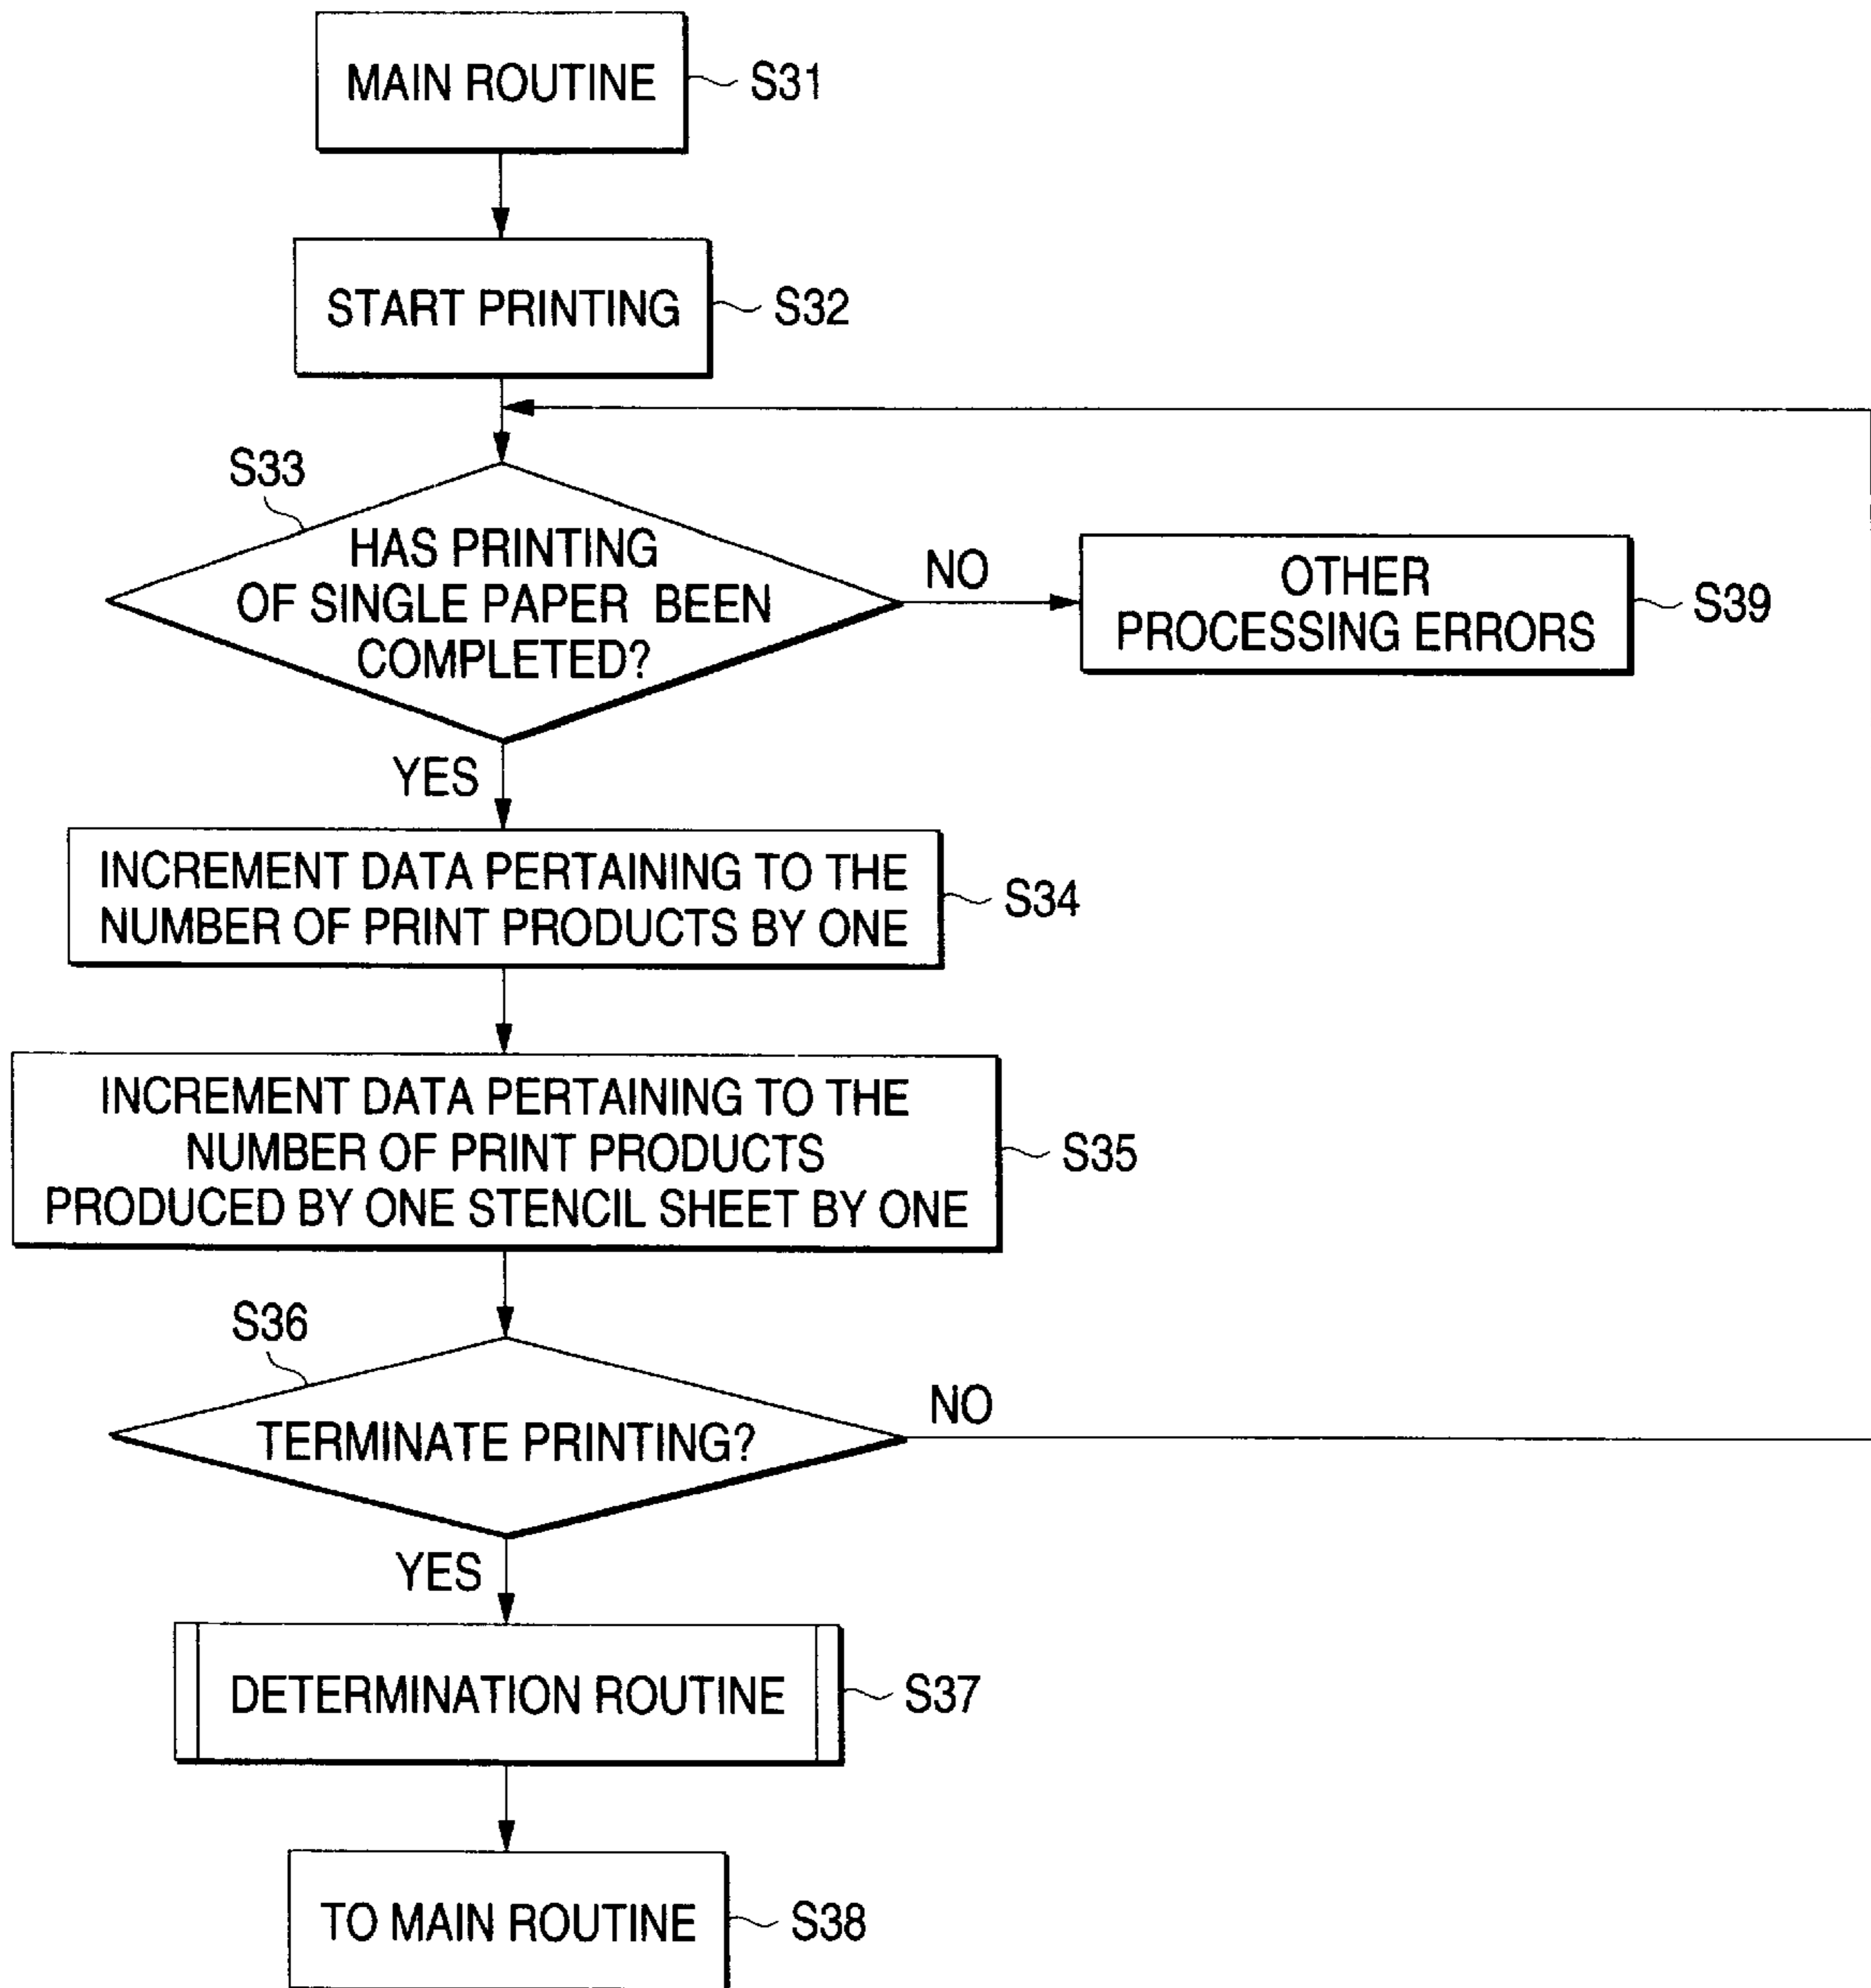 MAIN ROUTINE
S31
START PRINTING
S32
S33
HAS PRINTING
OF SINGLE PAPER BEEN
COMPLETED?
NO
OTHER
PROCESSING ERRORS
S39
YES
INCREMENT DATA PERTAINING TO THE
NUMBER OF PRINT PRODUCTS BY ONE
S34
INCREMENT DATA PERTAINING TO THE
NUMBER OF PRINT PRODUCTS
PRODUCED BY ONE STENCIL SHEET BY ONE
S35
S36
TERMINATE PRINTING?
NO
YES
DETERMINATION ROUTINE
S37
TO MAIN ROUTINE
S38